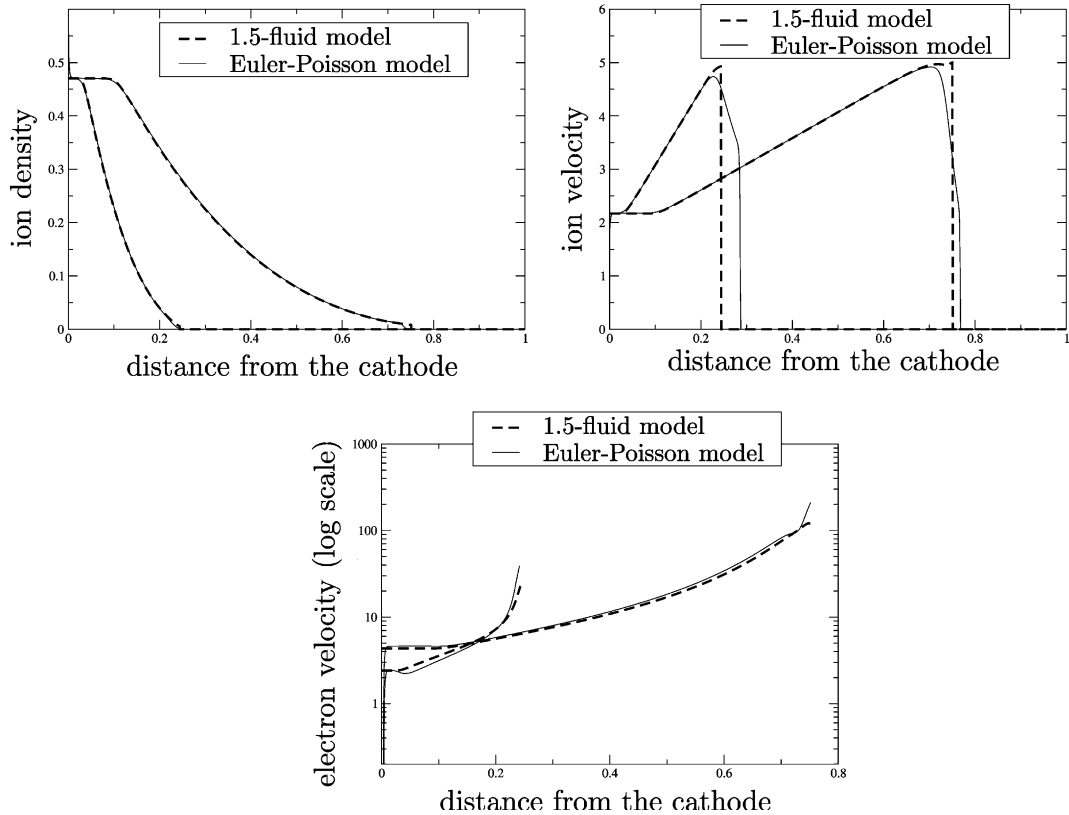 1.5-fluid model
Euler-Poisson model
ion density
0.5
0.4
0.3
0.2
0.1
0
0 0.2 0.4 0.6 0.8 1
distance from the cathode
1.5-fluid model
Euler-Poisson model
ion velocity
6
5
4
3
2
1
0
0 0.2 0.4 0.6 0.8 1
distance from the cathode
1.5-fluid model
Euler-Poisson model
electron velocity (log scale)
1000
100
10
1
0 0.2 0.4 0.6 0.8
distance from the cathode